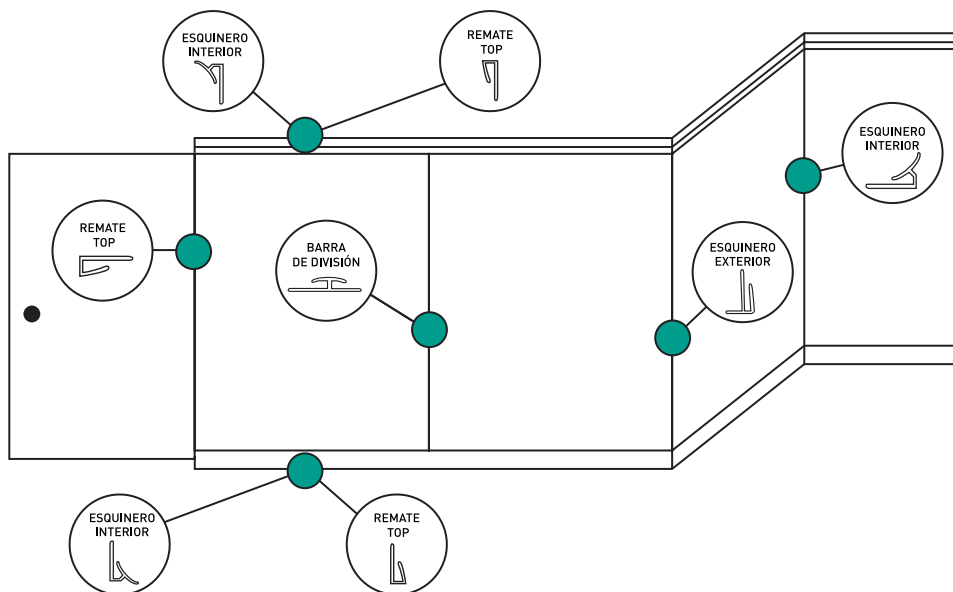 ESQUINERO
INTERIOR
REMATE
TOP
ESQUINERO
INTERIOR
REMATE
TOP
BARRA
DE DIVISIÓN
ESQUINERO
EXTERIOR
ESQUINERO
INTERIOR
REMATE
TOP